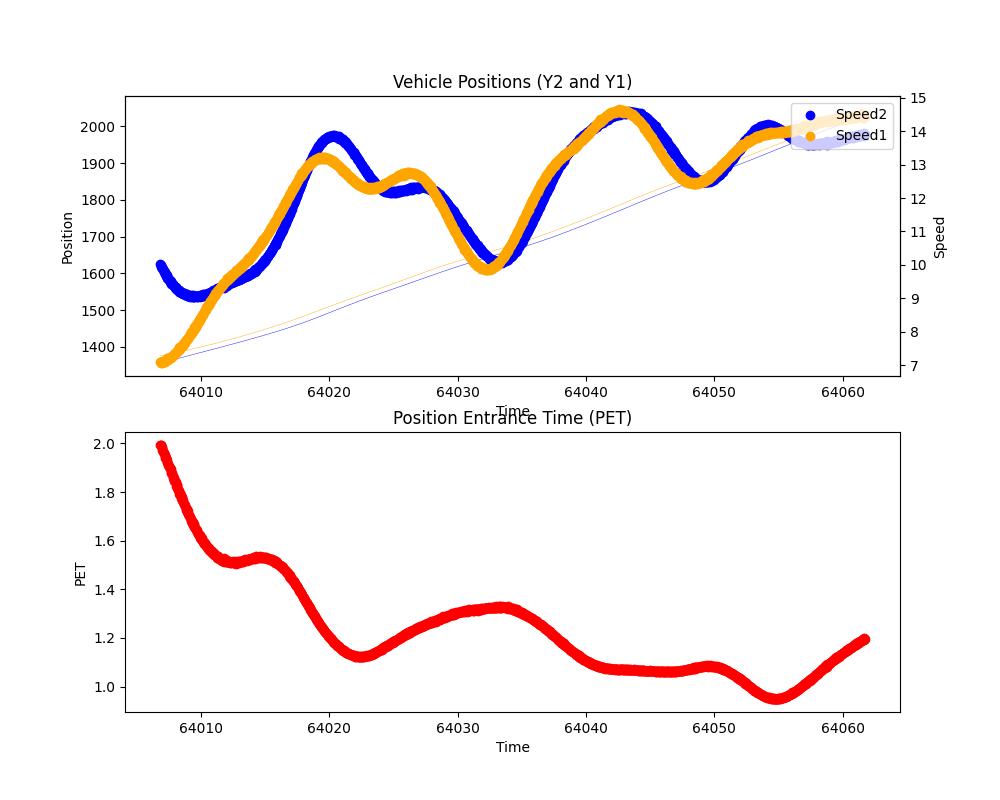 Vehicle Positions (Y2 and Y1)
Position
2000
1900
1800
1700
1600
1500
1400
Speed2
Speed1
15
14
13
12
11
10
9
8
7
Speed
64010 64020 64030 64040 64050 64060
Time
Position Entrance Time (PET)
PET
2.0
1.8
1.6
1.4
1.2
1.0
64010 64020 64030 64040 64050 64060
Time